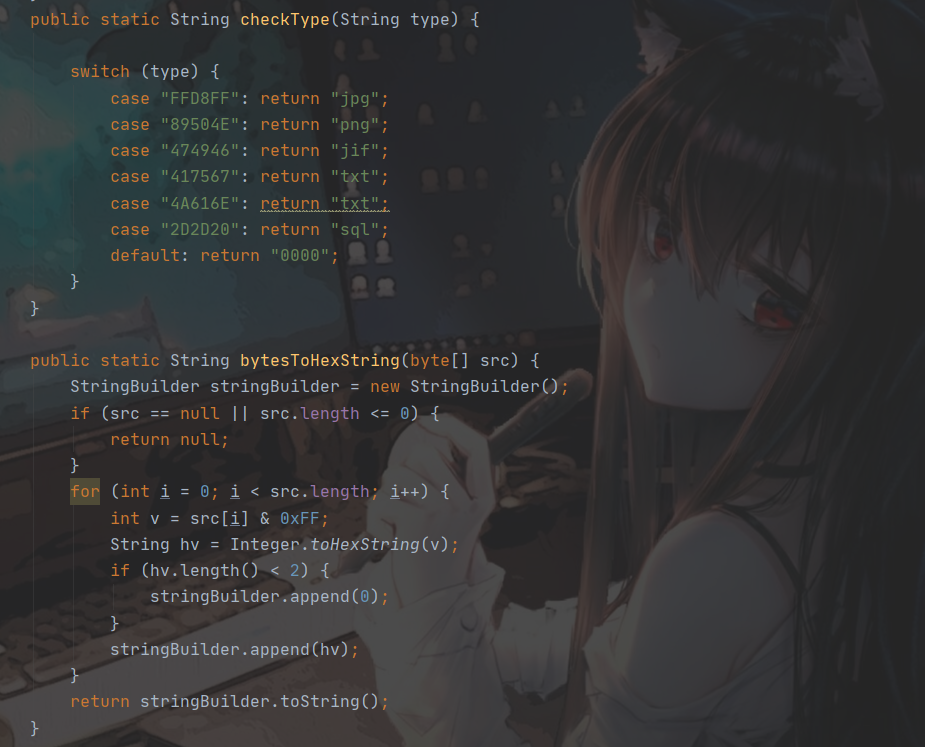 public static String checkType(String type) {
switch (type) {
case "FFD8FF": return "jpg";
case "89504E": return "png";
case "474946": return "jif";
case "417567": return "txt";
case "4A616E": return "txt";
case "2D2D20": return "sql";
default: return "0000";
}
}
public static String bytesToHexString(byte[] src) {
StringBuilder stringBuilder = new StringBuilder();
if (src == null || src.length <= 0) {
return null;
}
for (int i = 0; i < src.length; i++) {
int v = src[i] & 0xFF;
String hv = Integer.toHexString(v);
if (hv.length() < 2) {
stringBuilder.append(0);
}
stringBuilder.append(hv);
}
return stringBuilder.toString();
}